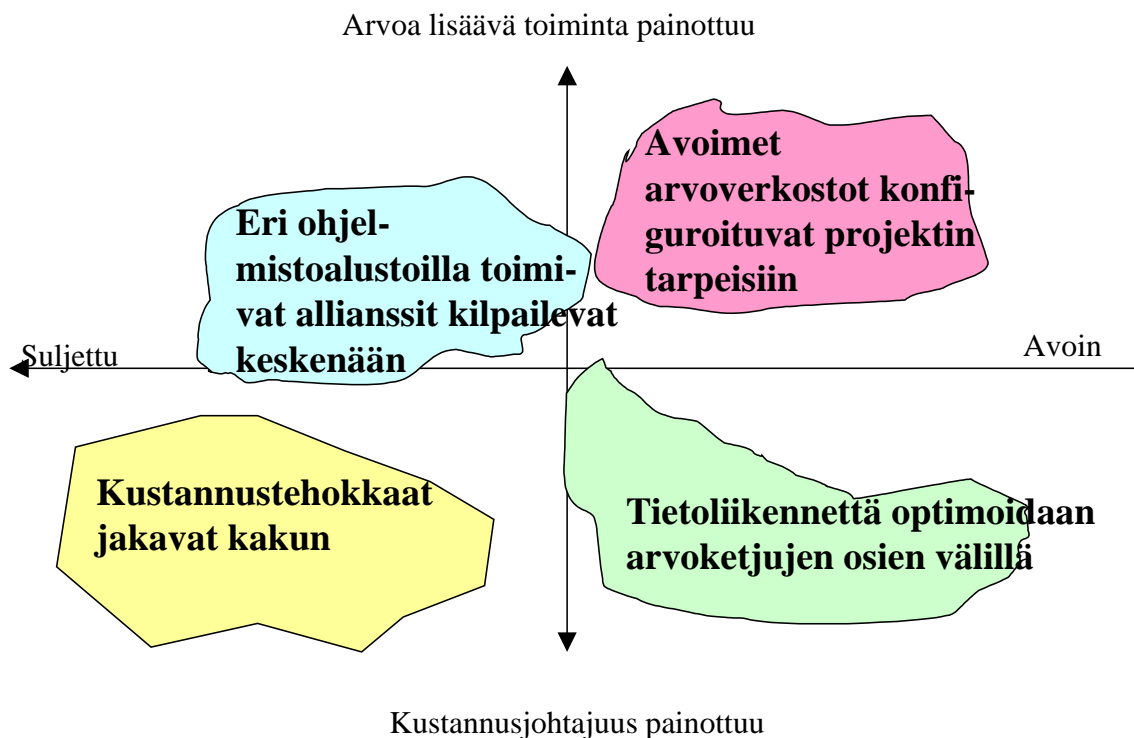 Arvoa lisäävä toiminta painottuu
Avoimet
arvoverkostot konfi-
guroituvat projektin
tarpeisiin
Eri ohjel-
mistoalustoilla toimi-
vat allianssit kilpailevat
keskenään
Suljettu
Avoin
Kustannustehokkaat
jakavat kakun
Tietoliikennettä optimoidaan
arvoketjujen osien välillä
Kustannusjohtajuus painottuu